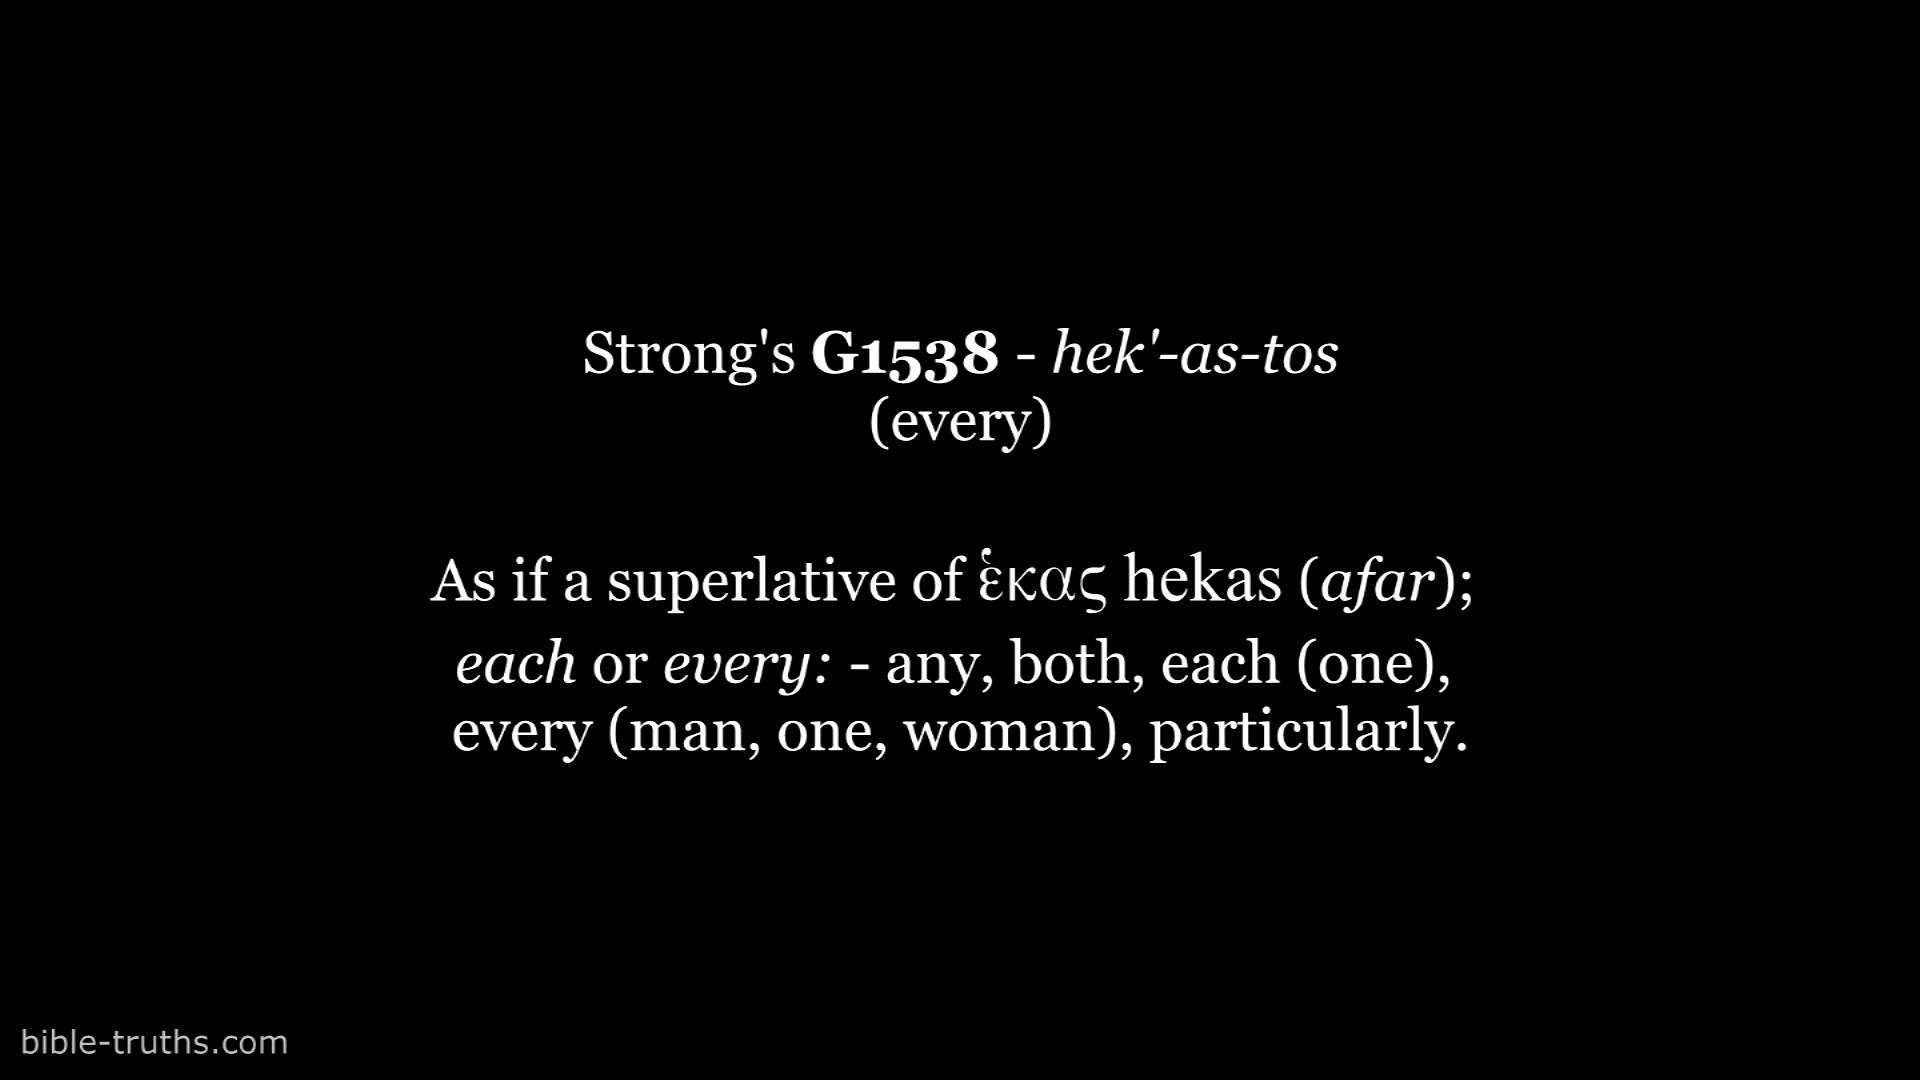 Strong's G1538 - hek'-as-tos
(every)
As if a superlative of ἑκας hekas (afar);
each or every: - any, both, each (one),
every (man, one, woman), particularly.
bible-truths.com